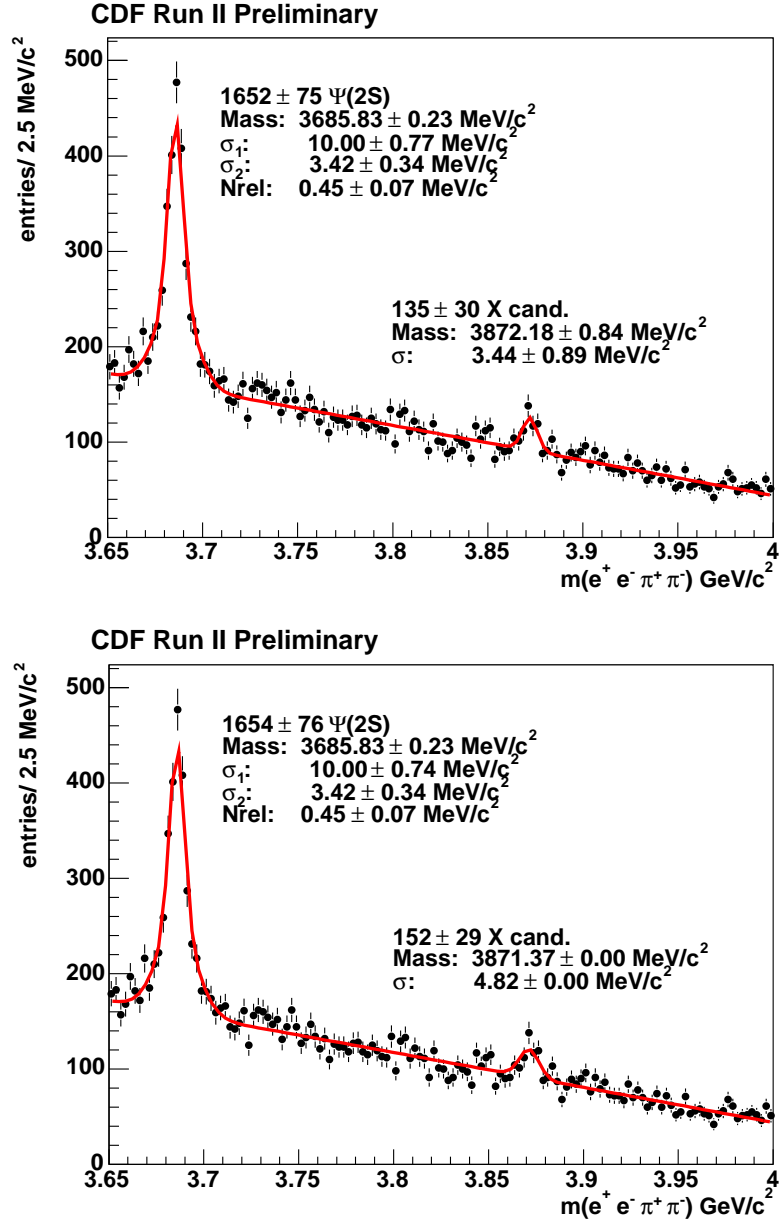 CDF Run II Preliminary
entries/ 2.5 MeV/c²
500
400
300
200
100
0
1652 ± 75 Ψ(2S)
Mass: 3685.83 ± 0.23 MeV/c²
σ₁: 10.00 ± 0.77 MeV/c²
σ₂: 3.42 ± 0.34 MeV/c²
Nrel: 0.45 ± 0.07 MeV/c²
135 ± 30 X cand.
Mass: 3872.18 ± 0.84 MeV/c²
σ: 3.44 ± 0.89 MeV/c²
3.65 3.7 3.75 3.8 3.85 3.9 3.95 4
m(e⁺ e⁻ π⁺ π⁻) GeV/c²
CDF Run II Preliminary
entries/ 2.5 MeV/c²
500
400
300
200
100
0
1654 ± 76 Ψ(2S)
Mass: 3685.83 ± 0.23 MeV/c²
σ₁: 10.00 ± 0.74 MeV/c²
σ₂: 3.42 ± 0.34 MeV/c²
Nrel: 0.45 ± 0.07 MeV/c²
152 ± 29 X cand.
Mass: 3871.37 ± 0.00 MeV/c²
σ: 4.82 ± 0.00 MeV/c²
3.65 3.7 3.75 3.8 3.85 3.9 3.95 4
m(e⁺ e⁻ π⁺ π⁻) GeV/c²